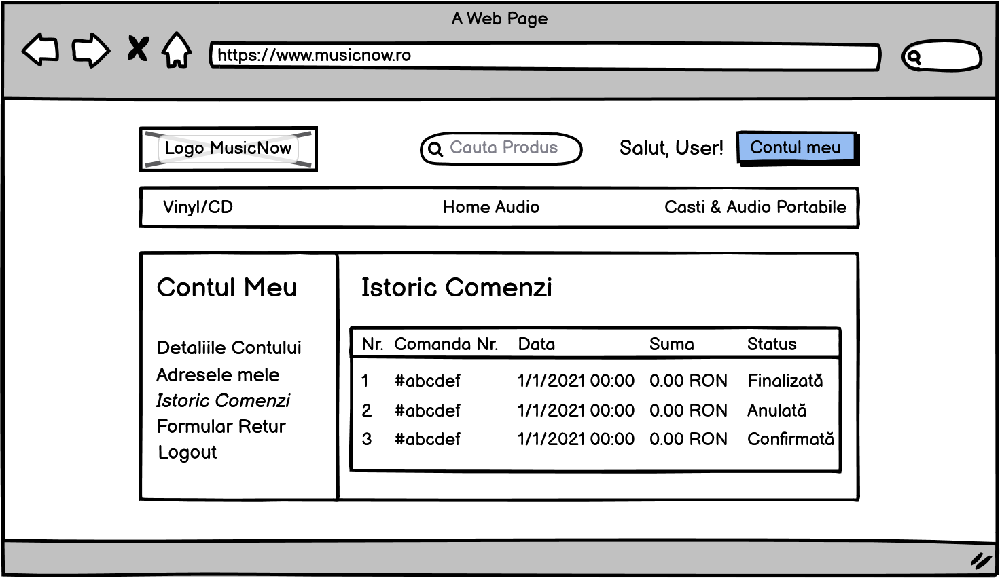 A Web Page
https://www.musicnow.ro
Logo MusicNow
Cauta Produs
Salut, User!
Contul meu
Vinyl/CD
Home Audio
Casti & Audio Portabile
Contul Meu
Detaliile Contului
Adresele mele
Istoric Comenzi
Formular Retur
Logout
Istoric Comenzi
Nr. Comanda Nr. Data Suma Status
1 #abcdef 1/1/2021 00:00 0.00 RON Finalizată
2 #abcdef 1/1/2021 00:00 0.00 RON Anulată
3 #abcdef 1/1/2021 00:00 0.00 RON Confirmată